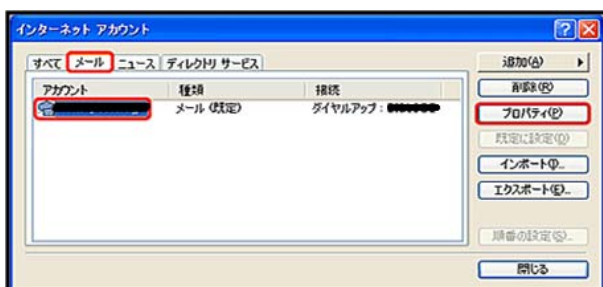 インターネット アカウント
すべて メール ニュース ディレクトリ サービス
アカウント 種類 接続
メール (既定) ダイヤルアップ :
追加(A)
削除(R)
プロパティ(P)
既定に設定(D)
インポート(I)...
エクスポート(E)...
順番の設定(S)...
閉じる